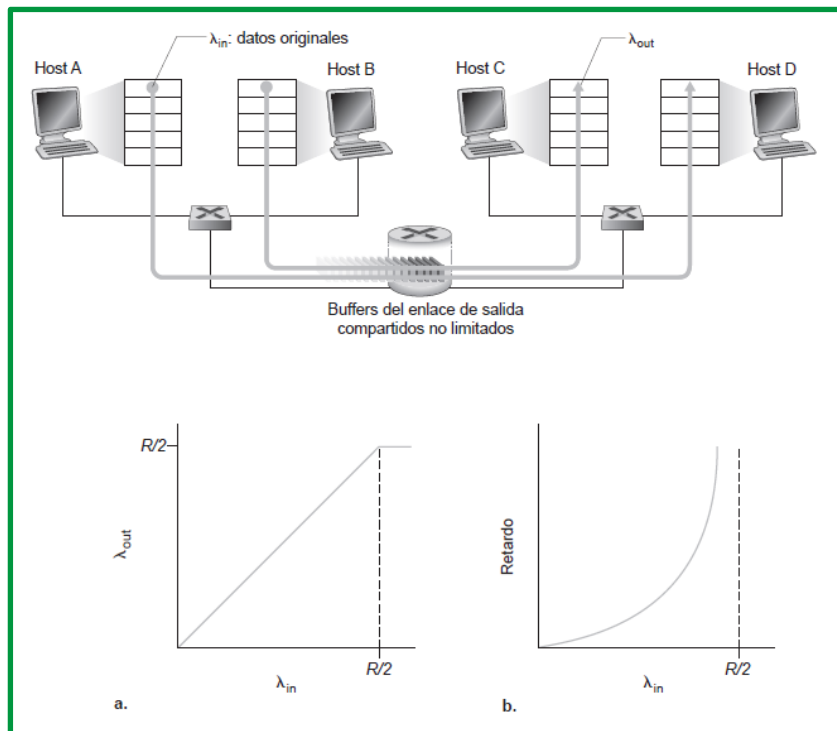 λin: datos originales
λout
Host A
Host B
Host C
Host D
Buffers del enlace de salida
compartidos no limitados
R/2
λout
R/2
λin
a.
Retardo
R/2
λin
b.